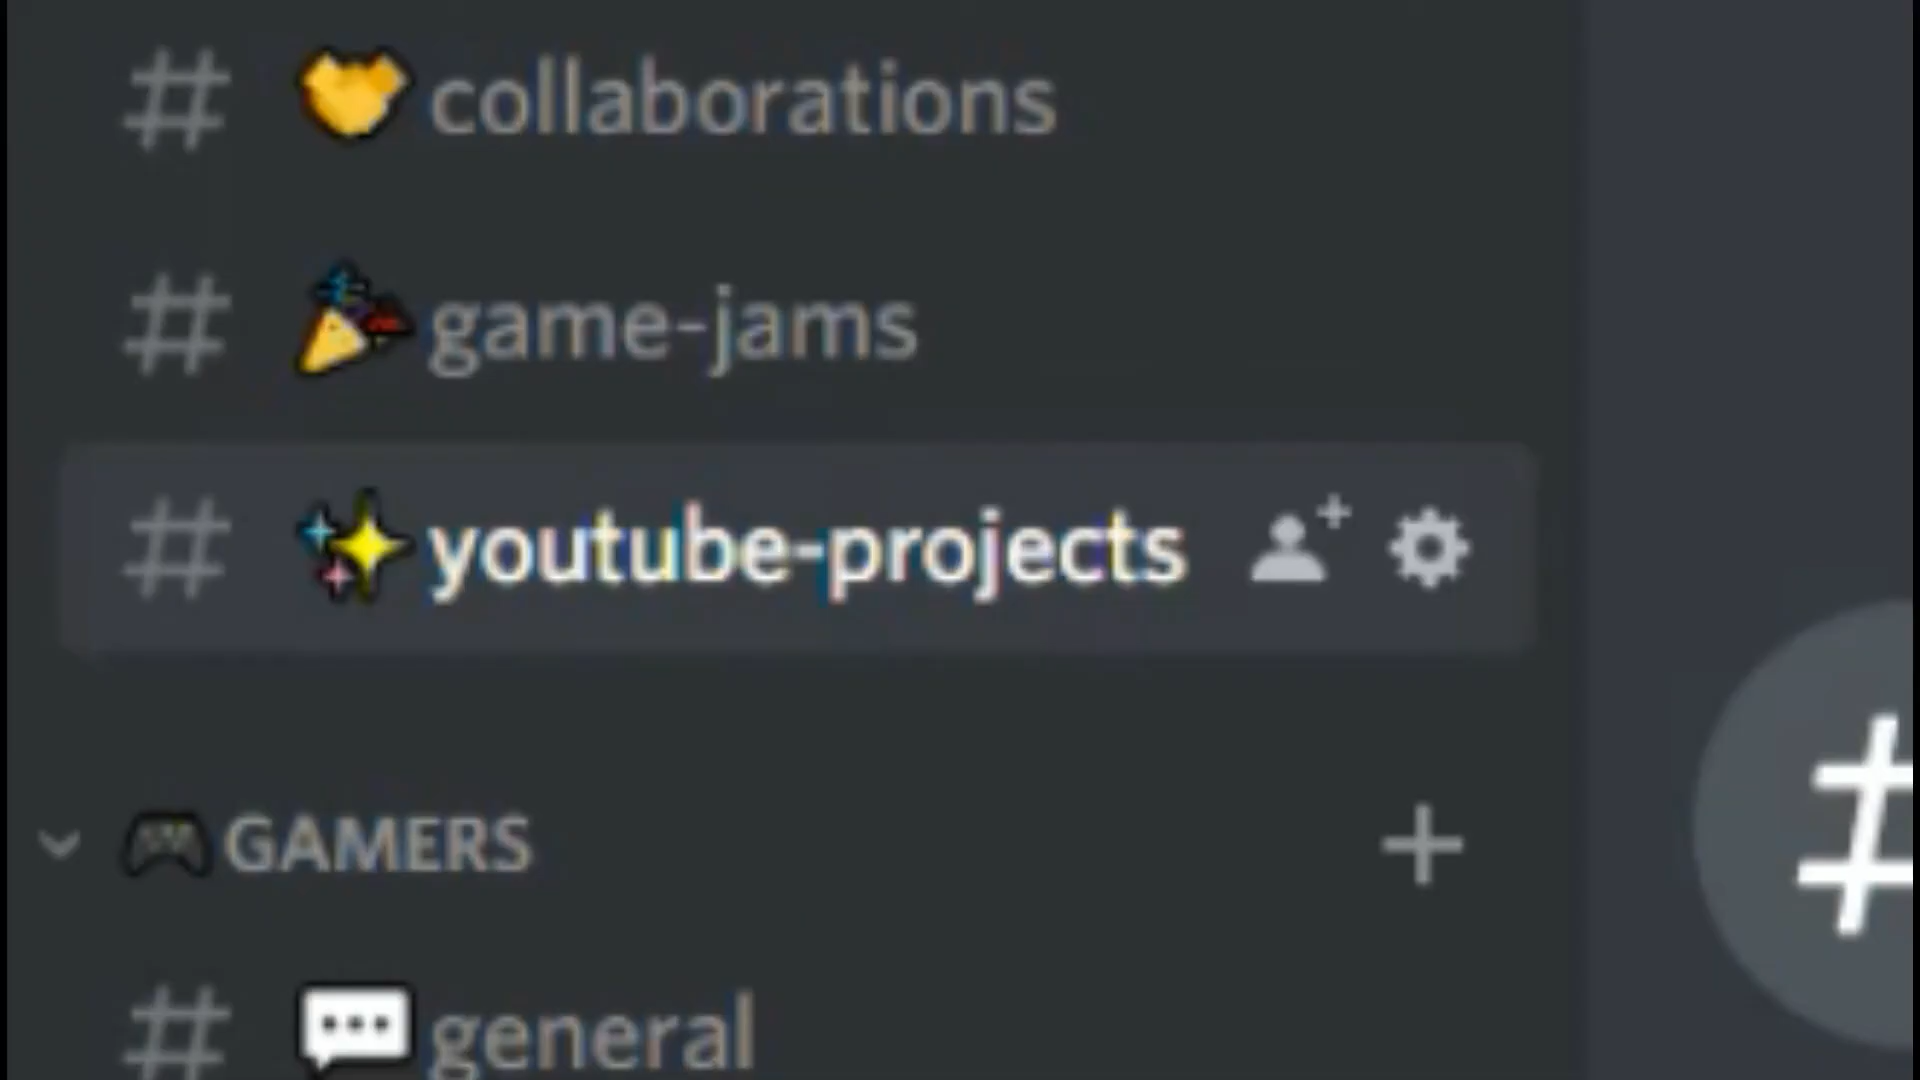 # 🤝 collaborations
# 🎉 game-jams
# ✨ youtube-projects
🎮 GAMERS +
# 💬 general
#